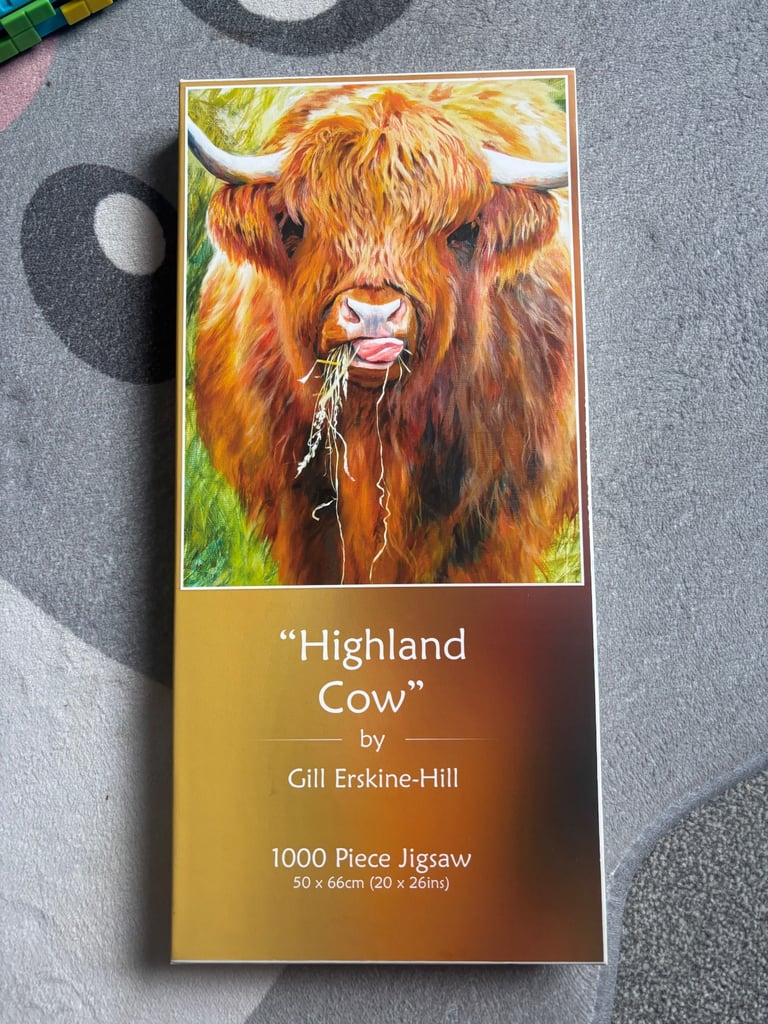 “Highland
Cow”
by
Gill Erskine-Hill
1000 Piece Jigsaw
50 x 66cm (20 x 26ins)